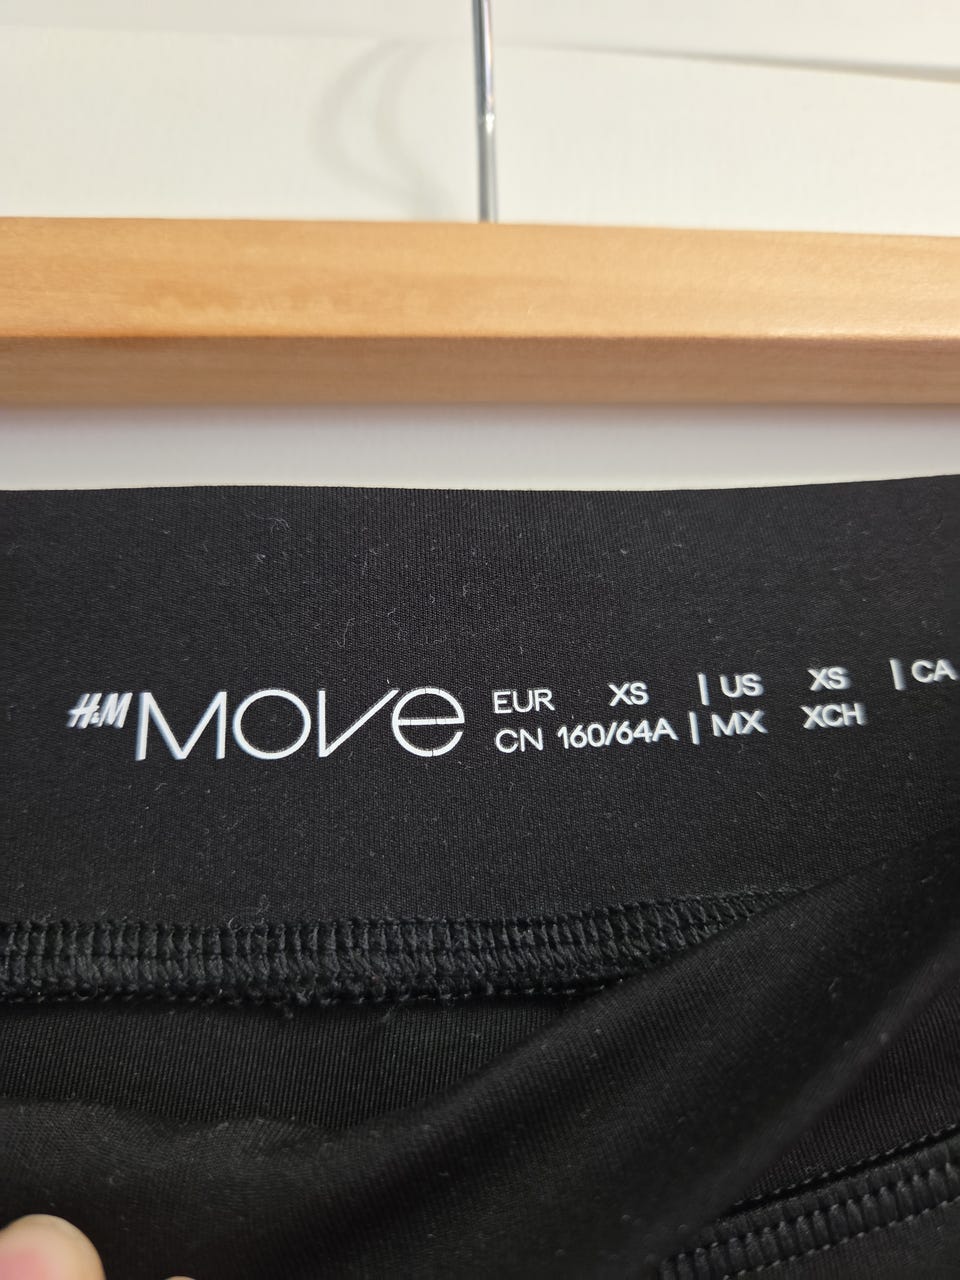 H&M MOVE
EUR XS | US XS | CA
CN 160/64A | MX XCH